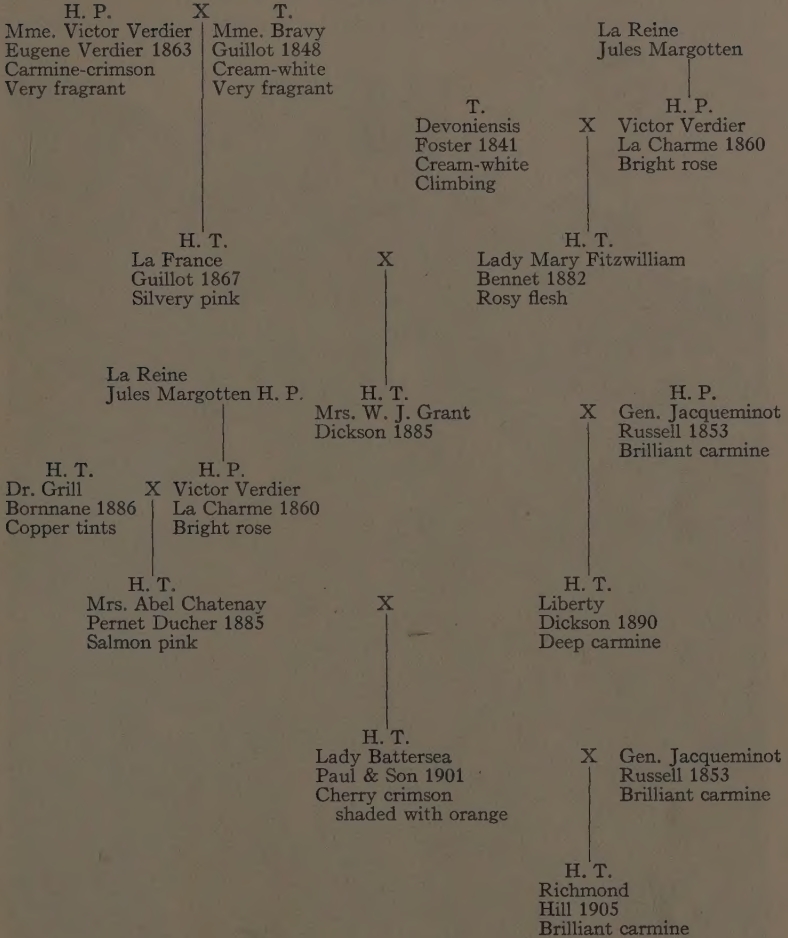 H. P. X T.
Mme. Victor Verdier
Eugene Verdier 1863
Carmine-crimson
Very fragrant
Mme. Bravy
Guillot 1848
Cream-white
Very fragrant
La Reine
Jules Margotten
T.
Devoniensis
Foster 1841
Cream-white
Climbing
X
H. P.
Victor Verdier
La Charme 1860
Bright rose
H. T.
La France
Guillot 1867
Silvery pink
X
H. T.
Lady Mary Fitzwilliam
Bennet 1882
Rosy flesh
La Reine
Jules Margotten H. P.
H. T.
Mrs. W. J. Grant
Dickson 1885
X
H. P.
Gen. Jacqueminot
Russell 1853
Brilliant carmine
H. T.
Dr. Grill
Bornnane 1886
Copper tints
X
H. P.
Victor Verdier
La Charme 1860
Bright rose
H. T.
Mrs. Abel Chatenay
Pernet Ducher 1885
Salmon pink
X
H. T.
Liberty
Dickson 1890
Deep carmine
H. T.
Lady Battersea
Paul & Son 1901
Cherry crimson
shaded with orange
X
Gen. Jacqueminot
Russell 1853
Brilliant carmine
H. T.
Richmond
Hill 1905
Brilliant carmine